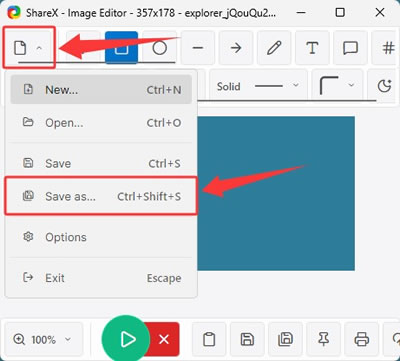 ShareX - Image Editor - 357x178 - explorer_jQouQu2...
T
#
Solid
New... Ctrl+N
Open... Ctrl+O
Save Ctrl+S
Save as... Ctrl+Shift+S
Options
Exit Escape
100%